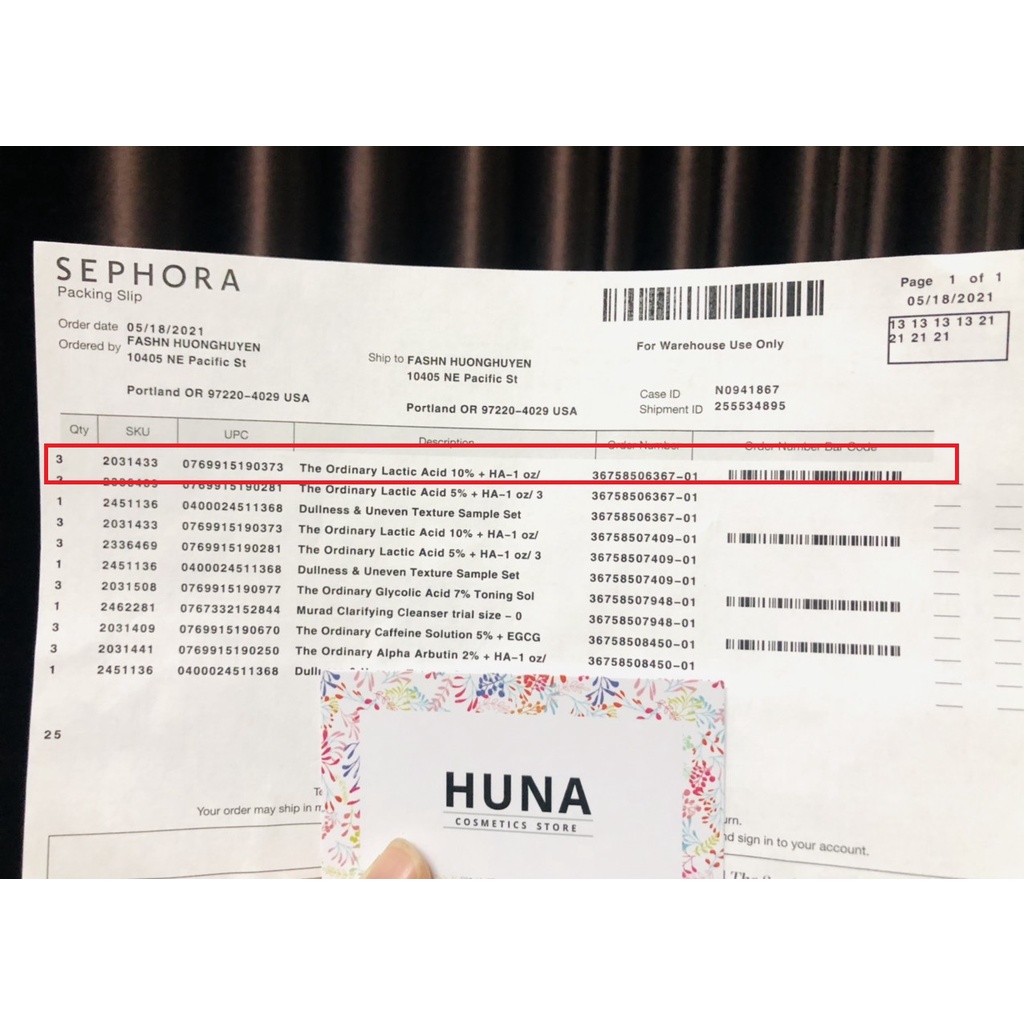 SEPHORA
Packing Slip
Page 1 of 1
05/18/2021
13 13 13 13 21
21 21 21
Order date 05/18/2021
Ordered by FASHN HUONGHUYEN
10405 NE Pacific St
Portland OR 97220-4029 USA
Ship to FASHN HUONGHUYEN
10405 NE Pacific St
Portland OR 97220-4029 USA
For Warehouse Use Only
Case ID N0941867
Shipment ID 255534895
Qty SKU UPC Description Order Number Order Number Bar Code
3 2031433 0769915190373 The Ordinary Lactic Acid 10% + HA-1 oz/ 36758506367-01
2336469 0769915190281 The Ordinary Lactic Acid 5% + HA-1 oz/ 3 36758506367-01
1 2451136 0400024511368 Dullness & Uneven Texture Sample Set 36758506367-01
3 2031433 0769915190373 The Ordinary Lactic Acid 10% + HA-1 oz/ 36758507409-01
3 2336469 0769915190281 The Ordinary Lactic Acid 5% + HA-1 oz/ 3 36758507409-01
1 2451136 0400024511368 Dullness & Uneven Texture Sample Set 36758507409-01
3 2031508 0769915190977 The Ordinary Glycolic Acid 7% Toning Sol 36758507948-01
1 2462281 0767332152844 Murad Clarifying Cleanser trial size - 0 36758507948-01
3 2031409 0769915190670 The Ordinary Caffeine Solution 5% + EGCG 36758508450-01
3 2031441 0769915190250 The Ordinary Alpha Arbutin 2% + HA-1 oz/ 36758508450-01
1 2451136 0400024511368
25
Your order may ship in
nd sign in to your account.
HUNA
COSMETICS STORE